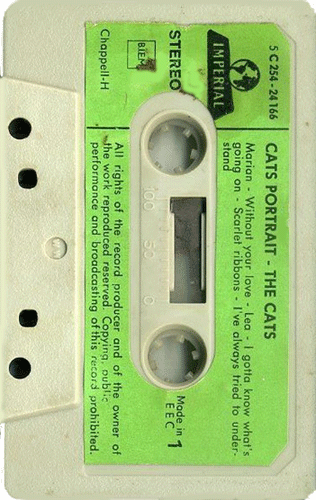 IMPERIAL
5 C 254 - 24 166
CATS PORTRAIT - THE CATS
Marian - Without your love - Lea - I gotta know what's
going on - Scarlet ribbons - I've always tried to under-
stand
STEREO
BIEM
Chappell-H
100 50 0
Made in
EEC
1
All rights of the record producer and of the owner of
the work reproduced reserved. Copying, public
performance and broadcasting of this record prohibited.